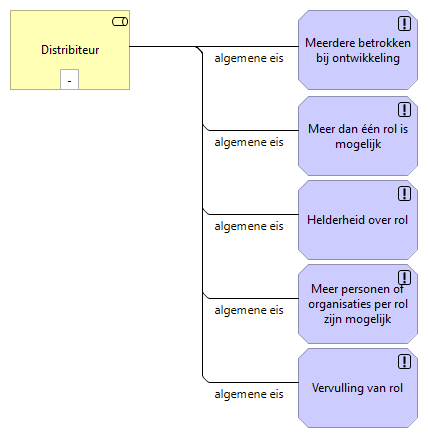 Distribiteur
-
algemene eis
Meerdere betrokken
bij ontwikkeling
algemene eis
Meer dan één rol is
mogelijk
algemene eis
Helderheid over rol
algemene eis
Meer personen of
organisaties per rol
zijn mogelijk
algemene eis
Vervulling van rol